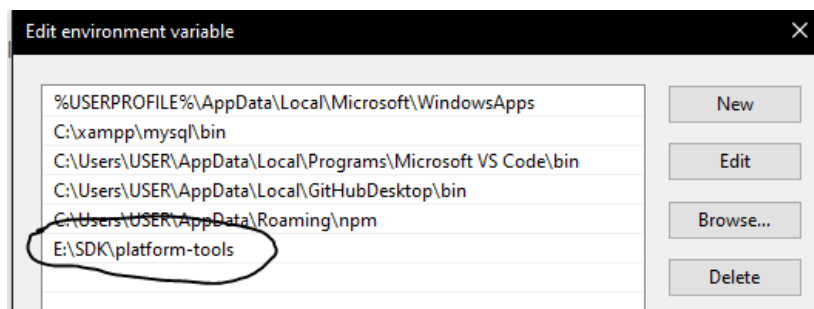 Edit environment variable
%USERPROFILE%\AppData\Local\Microsoft\WindowsApps
New
C:\xampp\mysql\bin
C:\Users\USER\AppData\Local\Programs\Microsoft VS Code\bin
Edit
C:\Users\USER\AppData\Local\GitHubDesktop\bin
C:\Users\USER\AppData\Roaming\npm
Browse...
E:\SDK\platform-tools
Delete